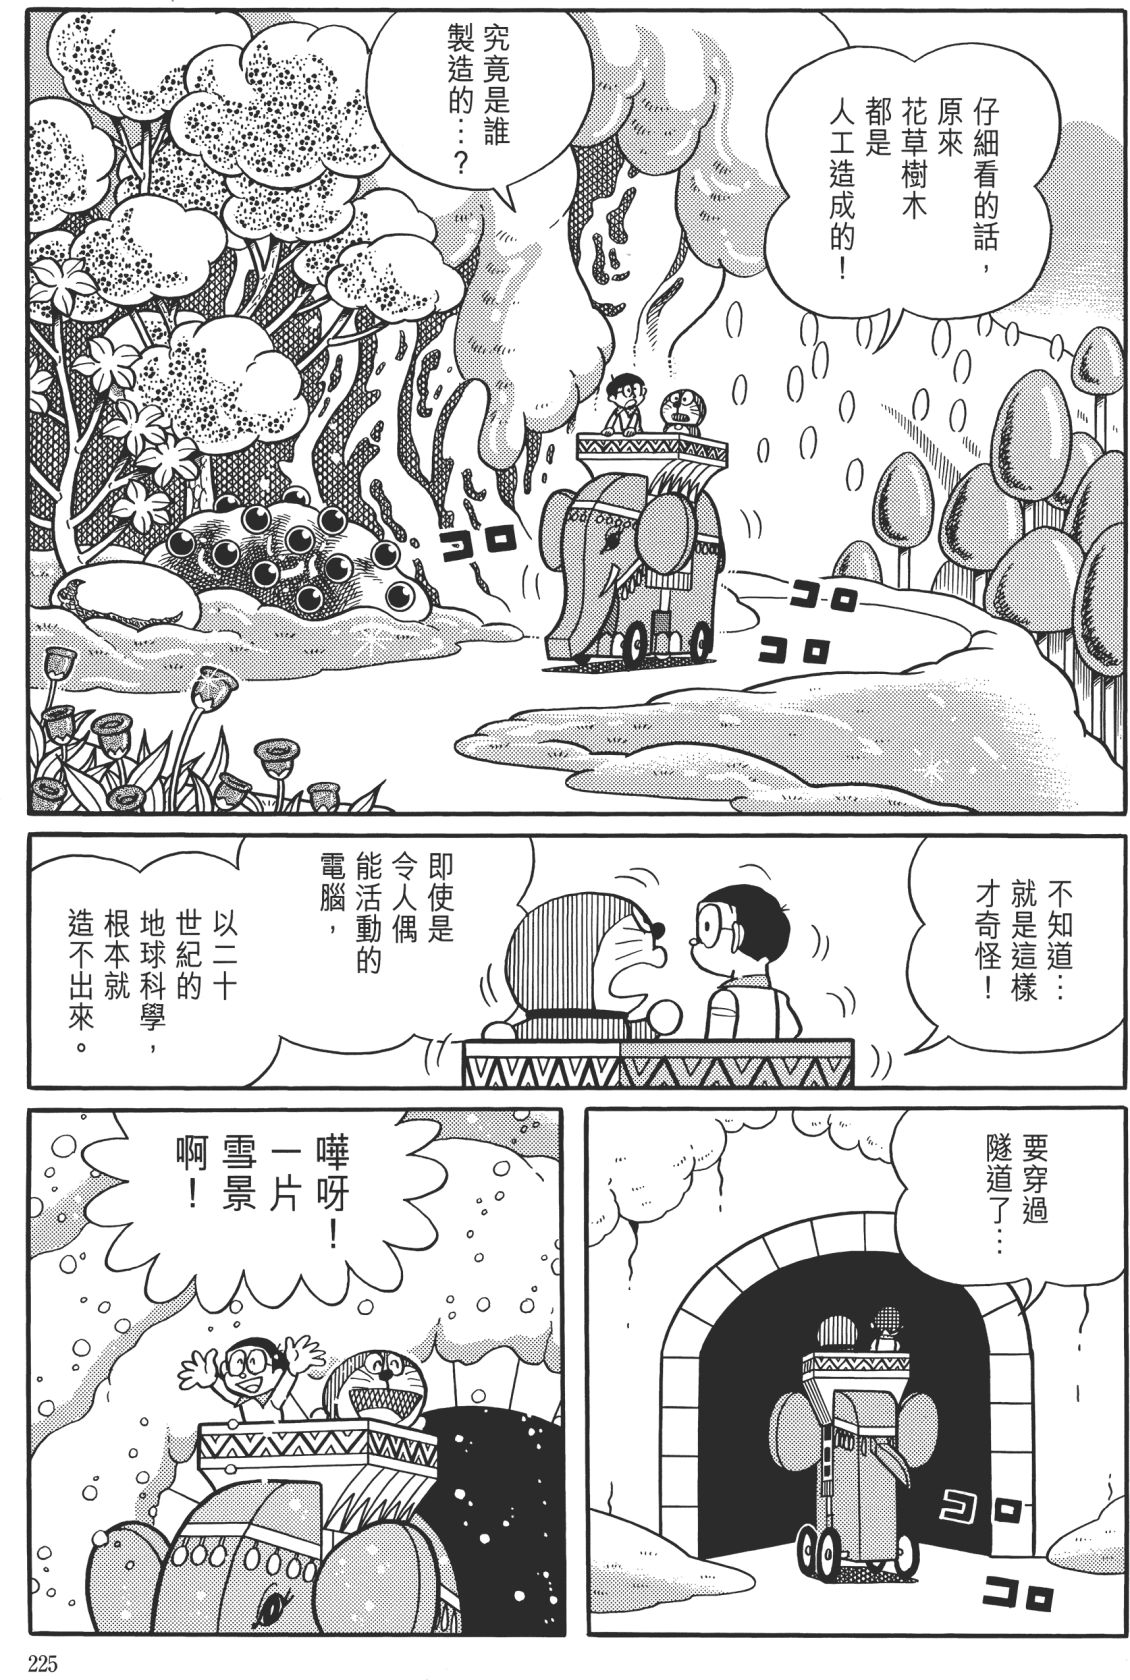 仔細看的話，
原來
花草樹木
都是
人工造成的！
究竟是誰
製造的…？
コロ
コロ
コロ
不知道…
就是這樣
才奇怪！
即使是
令人偶
能活動的
電腦，
以二十
世紀的
地球科學，
根本就
造不出來。
要穿過
隧道了…
コロ
コロ
嘩呀！
一片
雪景
啊！
225